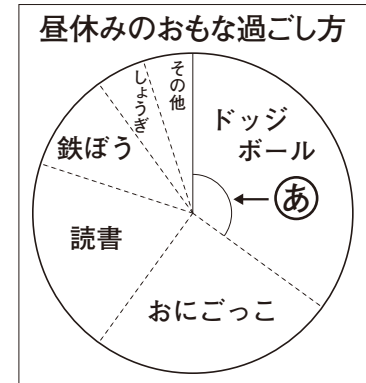 昼休みのおもな過ごし方
その他
しょうぎ
鉄ぼう
読書
おにごっこ
ドッジ
ボール
あ